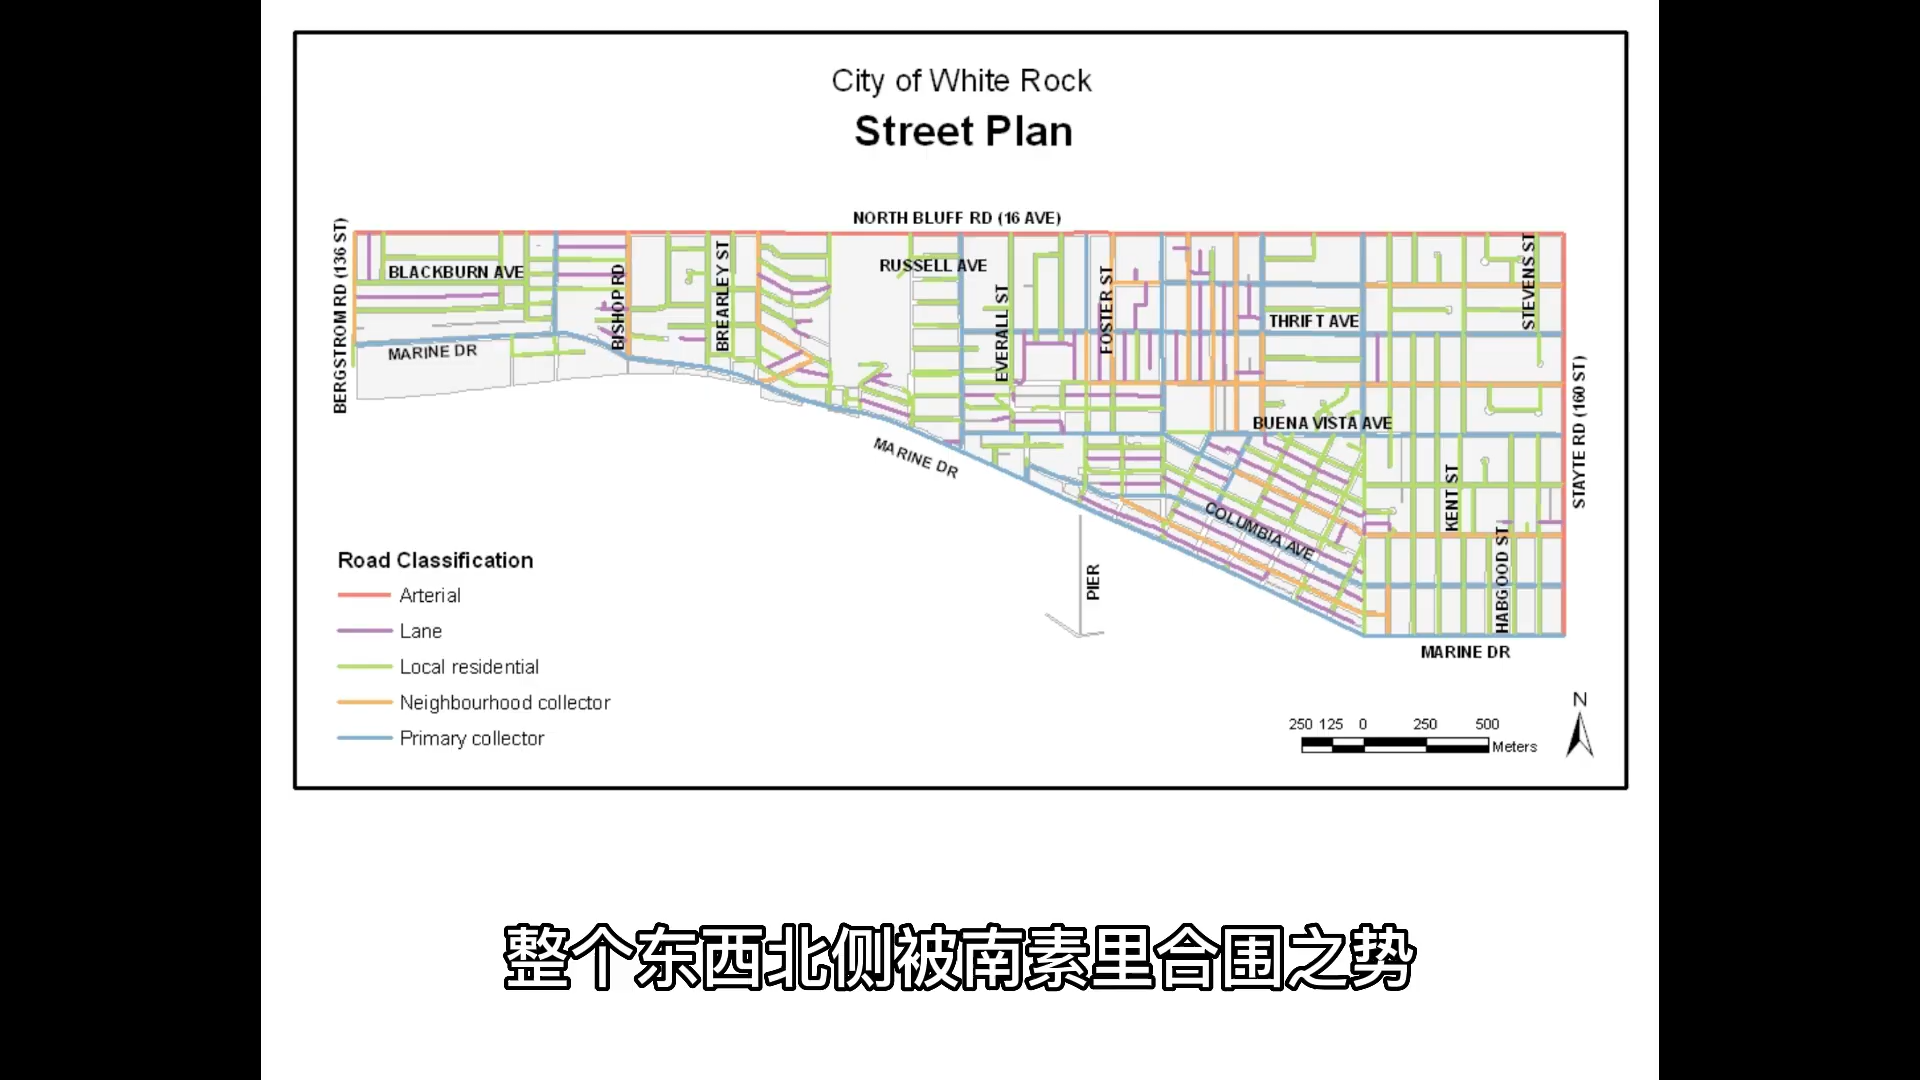 City of White Rock
Street Plan
NORTH BLUFF RD (16 AVE)
BERGSTROM RD (136 ST)
BLACKBURN AVE
BISHOP RD
BREARLEY ST
RUSSELL AVE
EVERALL ST
FOSTER ST
THRIFT AVE
STEVENS ST
MARINE DR
STAYTE RD (160 ST)
BUENA VISTA AVE
MARINE DR
KENT ST
COLUMBIA AVE
HABGOOD ST
PIER
MARINE DR
Road Classification
Arterial
Lane
Local residential
Neighbourhood collector
Primary collector
N
250 125 0 250 500
Meters
整个东西北侧被南素里合围之势